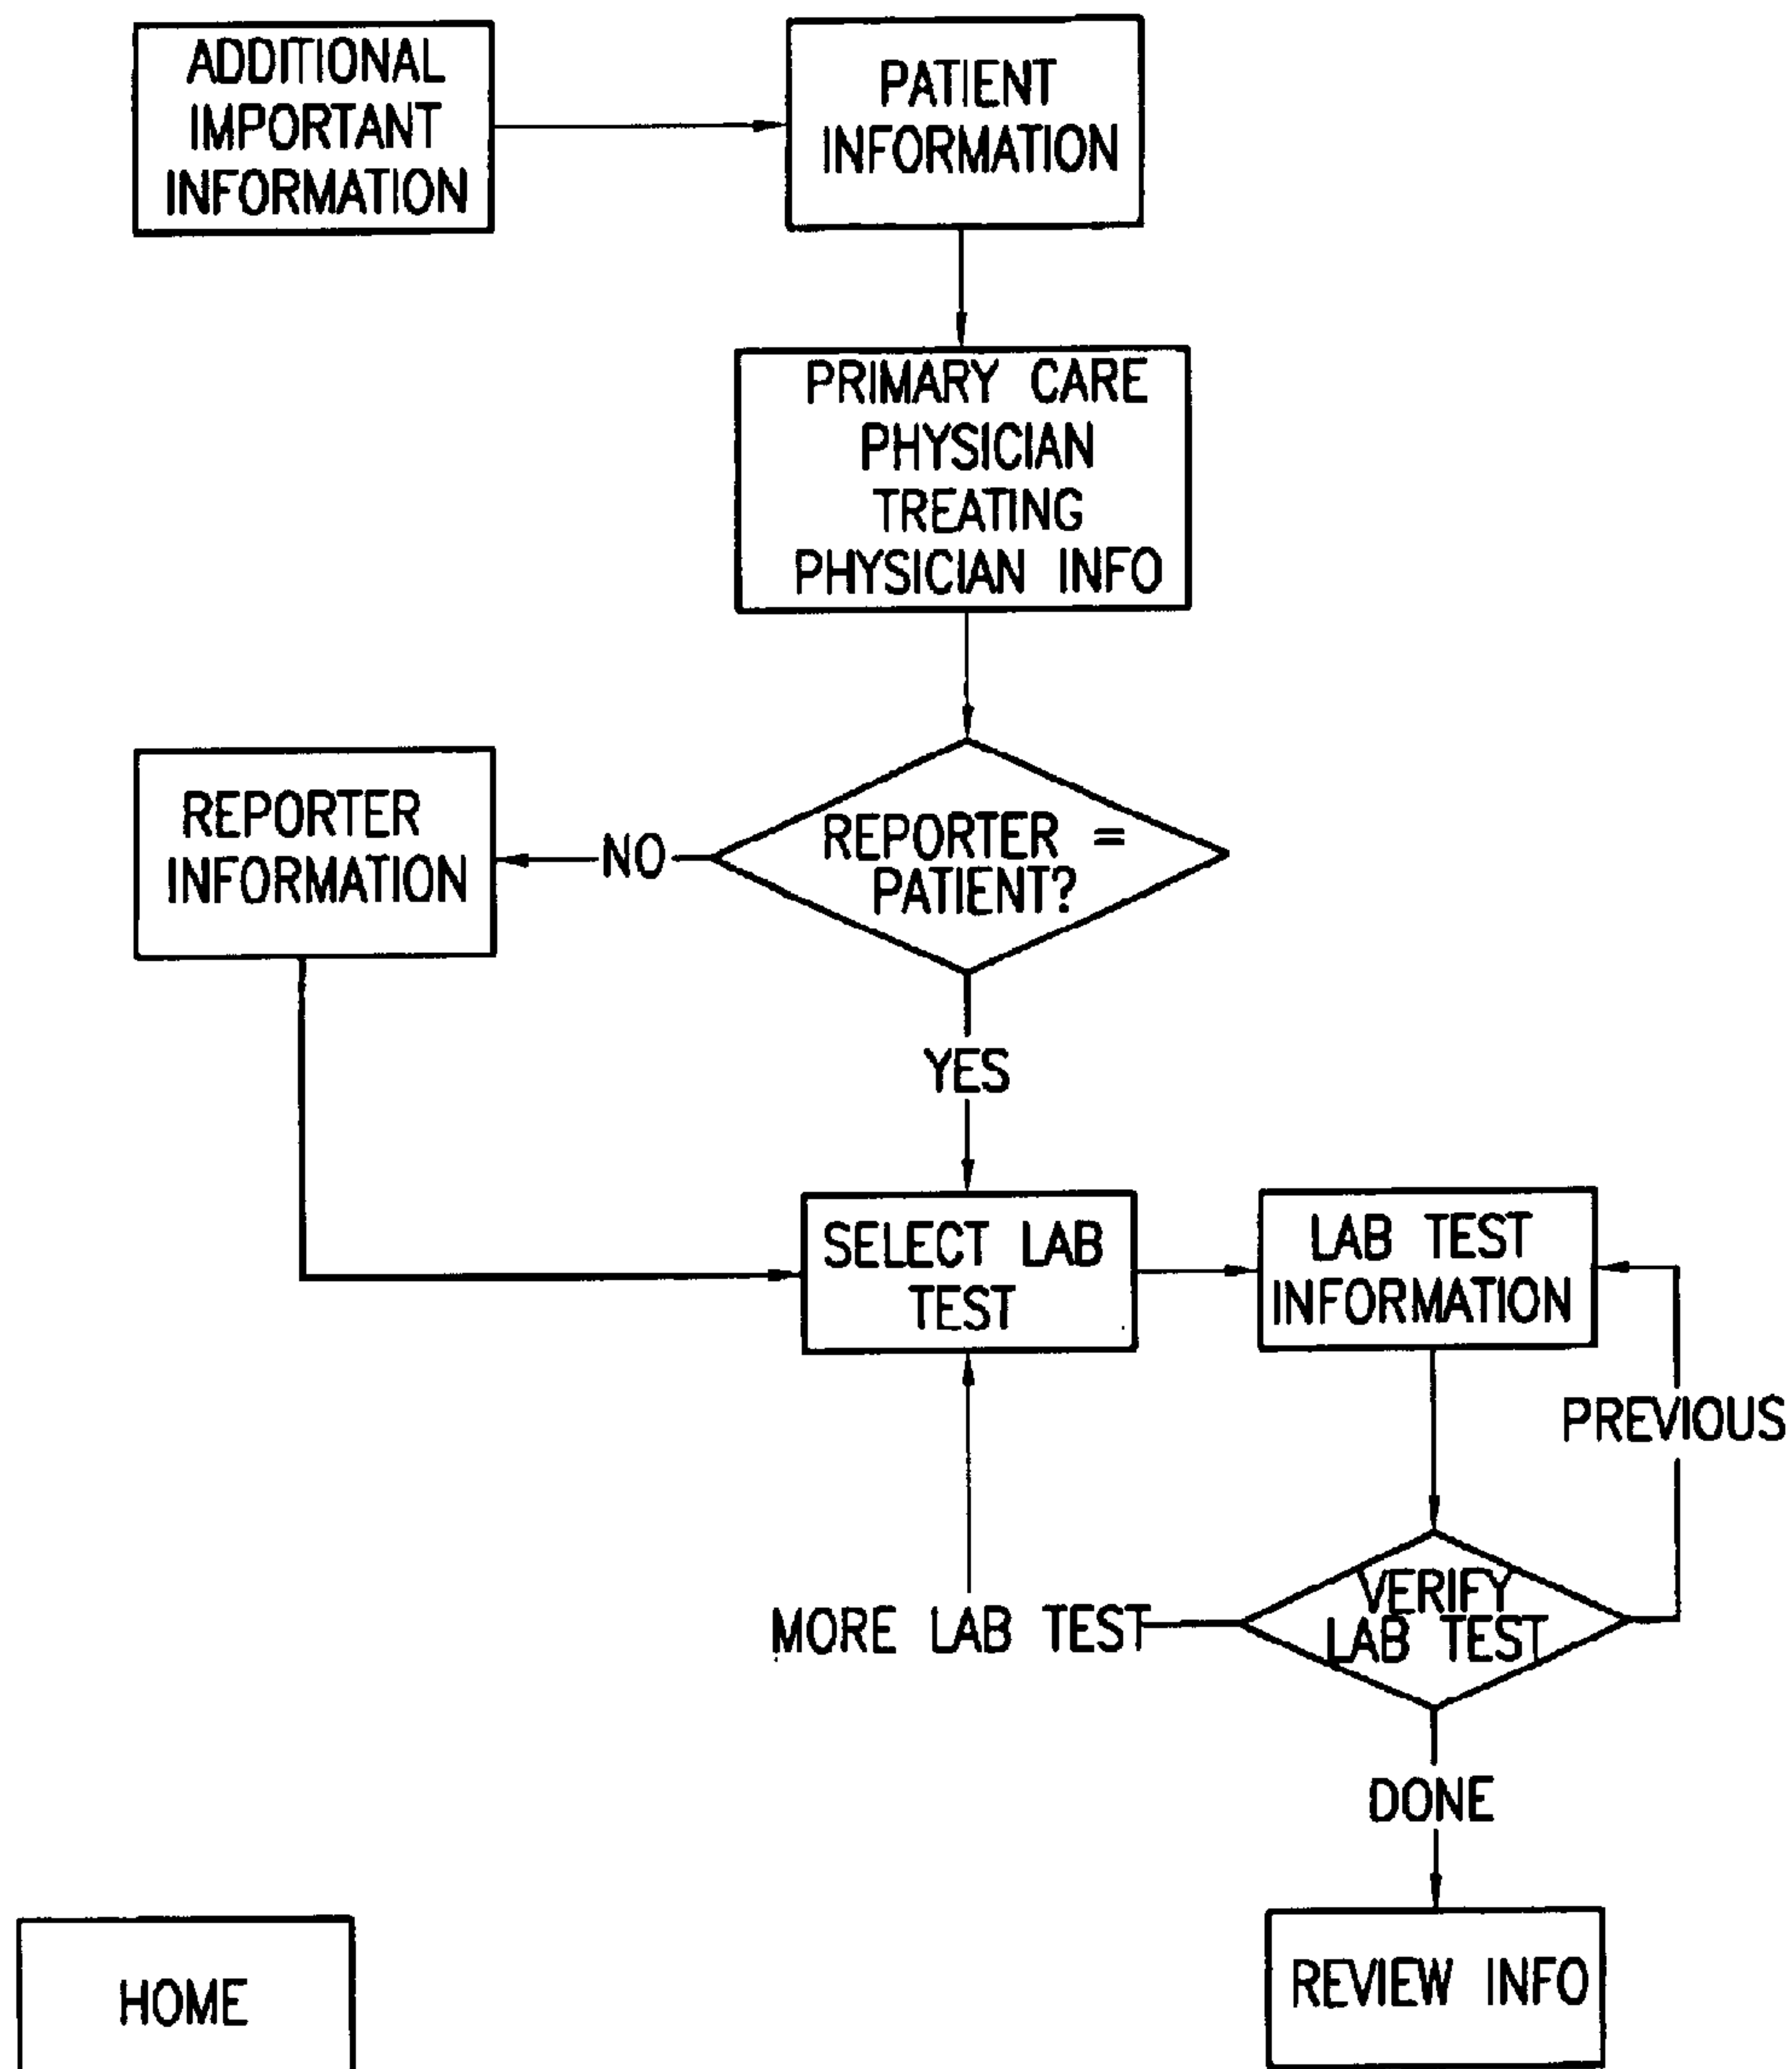 ADDITIONAL
IMPORTANT
INFORMATION
PATIENT
INFORMATION
PRIMARY CARE
PHYSICIAN
TREATING
PHYSICIAN INFO
REPORTER
INFORMATION
NO
REPORTER =
PATIENT?
YES
SELECT LAB
TEST
LAB TEST
INFORMATION
PREVIOUS
MORE LAB TEST
VERIFY
LAB TEST
DONE
HOME
REVIEW INFO